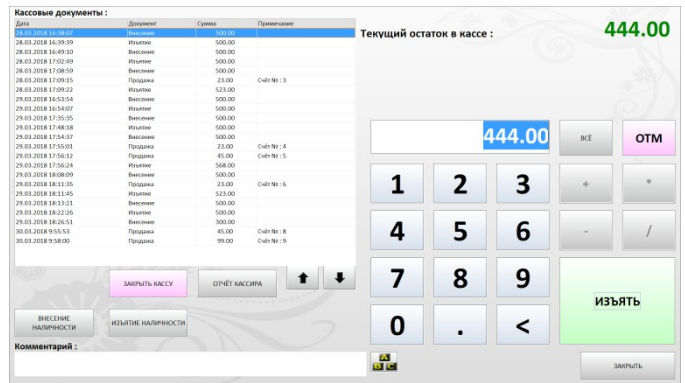 Кассовые документы :
Дата Документ Сумма Примечание
28.03.2018 16:38:07 Внесение 500.00
28.03.2018 16:39:39 Изъятие 500.00
28.03.2018 16:49:10 Внесение 500.00
28.03.2018 17:02:49 Изъятие 500.00
28.03.2018 17:08:59 Внесение 500.00
28.03.2018 17:09:15 Продажа 23.00 Счёт № : 3
28.03.2018 17:09:22 Изъятие 523.00
29.03.2018 16:53:54 Внесение 500.00
29.03.2018 16:54:07 Изъятие 500.00
29.03.2018 17:35:35 Внесение 500.00
29.03.2018 17:48:18 Изъятие 500.00
29.03.2018 17:54:37 Внесение 500.00
29.03.2018 17:55:01 Продажа 23.00 Счёт № : 4
29.03.2018 17:56:12 Продажа 45.00 Счёт № : 5
29.03.2018 17:56:24 Изъятие 568.00
29.03.2018 18:08:09 Внесение 500.00
29.03.2018 18:11:35 Продажа 23.00 Счёт № : 6
29.03.2018 18:11:45 Изъятие 523.00
29.03.2018 18:13:21 Внесение 500.00
29.03.2018 18:22:26 Изъятие 500.00
29.03.2018 18:26:51 Внесение 300.00
30.03.2018 9:55:53 Продажа 45.00 Счёт № : 8
30.03.2018 9:58:00 Продажа 99.00 Счёт № : 9
ЗАКРЫТЬ КАССУ ОТЧЁТ КАССИРА
ВНЕСЕНИЕ
НАЛИЧНОСТИ
ИЗЪЯТИЕ НАЛИЧНОСТИ
Комментарий :
Текущий остаток в кассе : 444.00
444.00 ВСЁ ОТМ
1 2 3 + *
4 5 6 - /
7 8 9 ИЗЪЯТЬ
0 . <
A
B C
ЗАКРЫТЬ